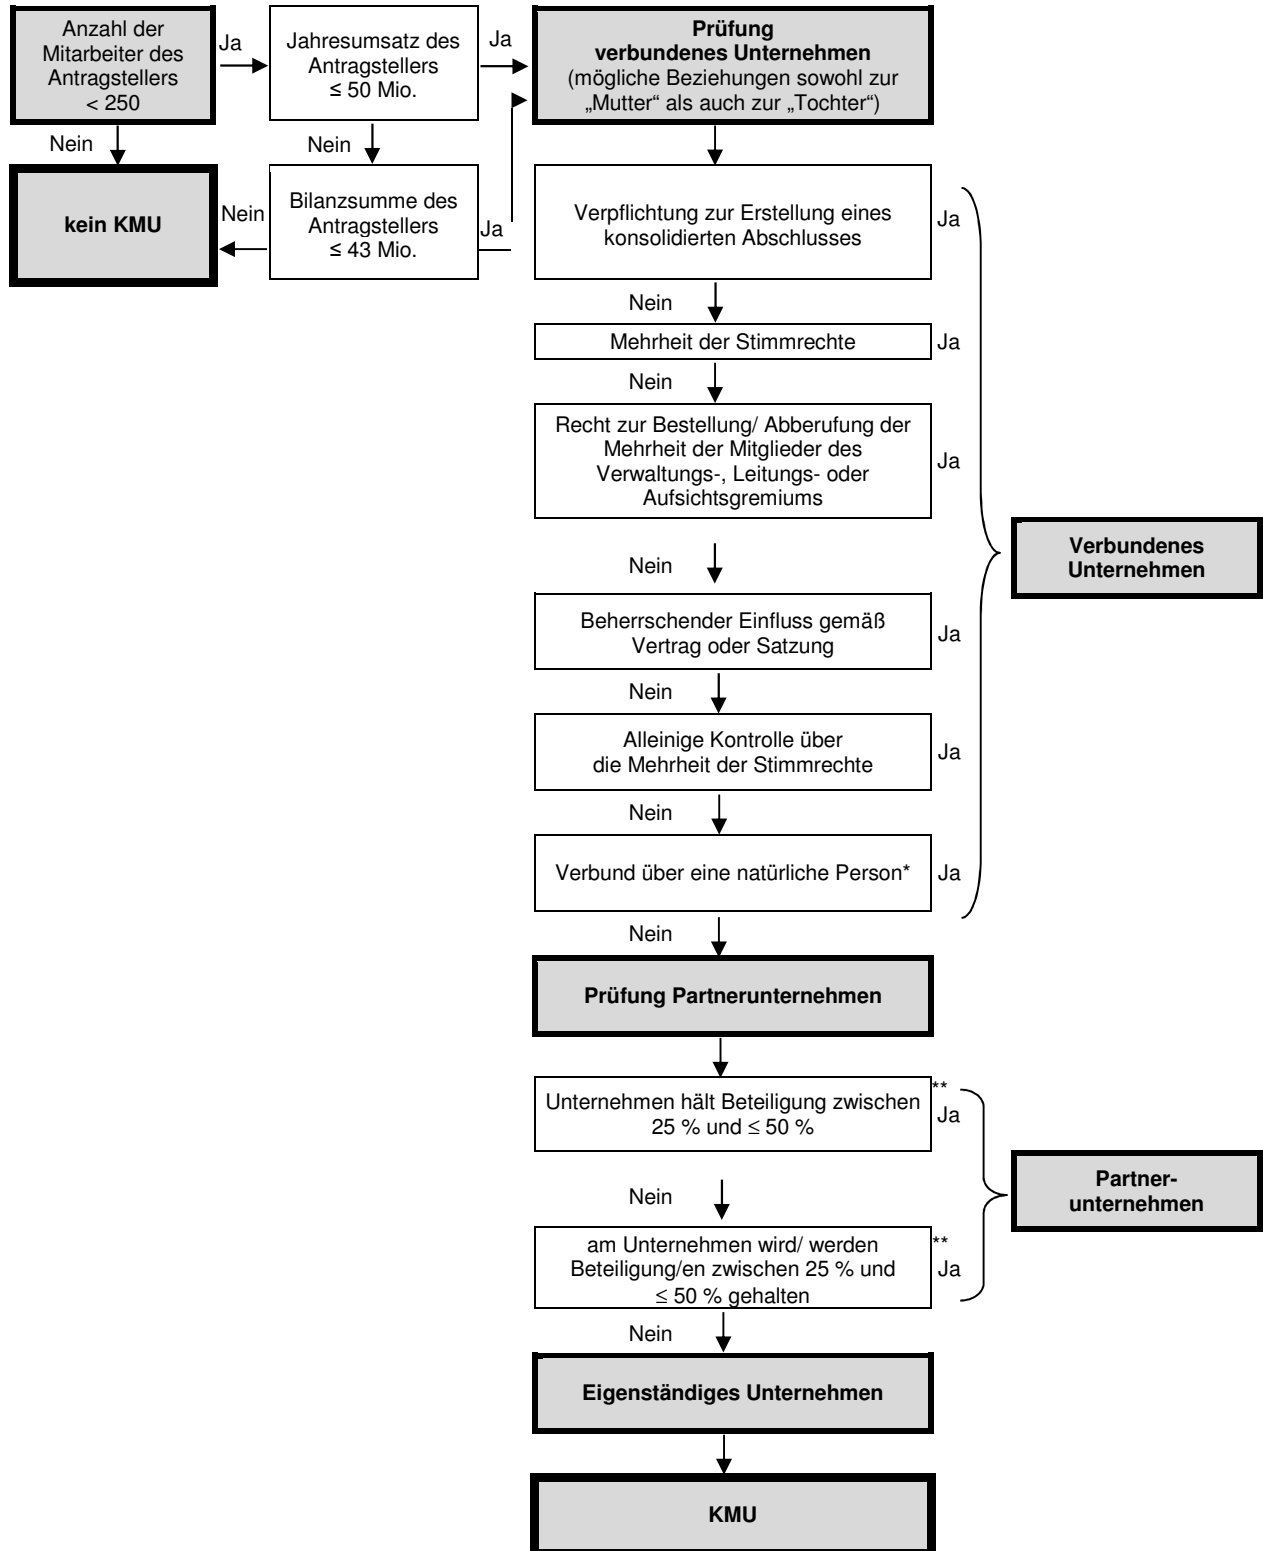 Anzahl der
Mitarbeiter des
Antragstellers
< 250
Ja
Jahresumsatz des
Antragstellers
≤ 50 Mio.
Ja
Prüfung
verbundenes Unternehmen
(mögliche Beziehungen sowohl zur
„Mutter“ als auch zur „Tochter“)
Nein
Nein
kein KMU
Nein
Bilanzsumme des
Antragstellers
≤ 43 Mio.
Ja
Verpflichtung zur Erstellung eines
konsolidierten Abschlusses
Ja
Nein
Mehrheit der Stimmrechte
Ja
Nein
Recht zur Bestellung/ Abberufung der
Mehrheit der Mitglieder des
Verwaltungs-, Leitungs- oder
Aufsichtsgremiums
Ja
Verbundenes
Unternehmen
Nein
Beherrschender Einfluss gemäß
Vertrag oder Satzung
Ja
Nein
Alleinige Kontrolle über
die Mehrheit der Stimmrechte
Ja
Nein
Verbund über eine natürliche Person*
Ja
Nein
Prüfung Partnerunternehmen
Unternehmen hält Beteiligung zwischen
25 % und ≤ 50 %
**
Ja
Partner-
unternehmen
Nein
am Unternehmen wird/ werden
Beteiligung/en zwischen 25 % und
≤ 50 % gehalten
**
Ja
Nein
Eigenständiges Unternehmen
KMU